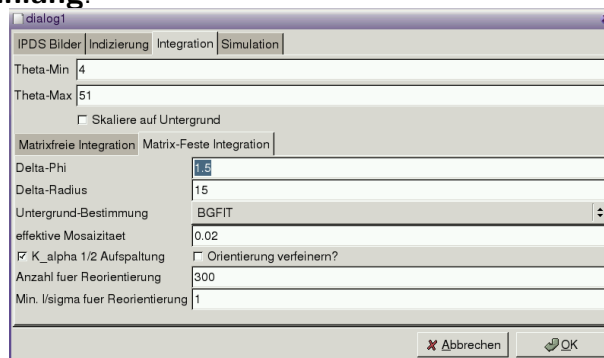 dialog1
IPDS Bilder Indizierung Integration Simulation
Theta-Min 4
Theta-Max 51
Skaliere auf Untergrund
Matrixfreie Integration Matrix-Feste Integration
Delta-Phi 1.5
Delta-Radius 15
Untergrund-Bestimmung BGFIT
effektive Mosaizitaet 0.02
K_alpha 1/2 Aufspaltung Orientierung verfeinern?
Anzahl fuer Reorientierung 300
Min. I/sigma fuer Reorientierung 1
Abbrechen OK